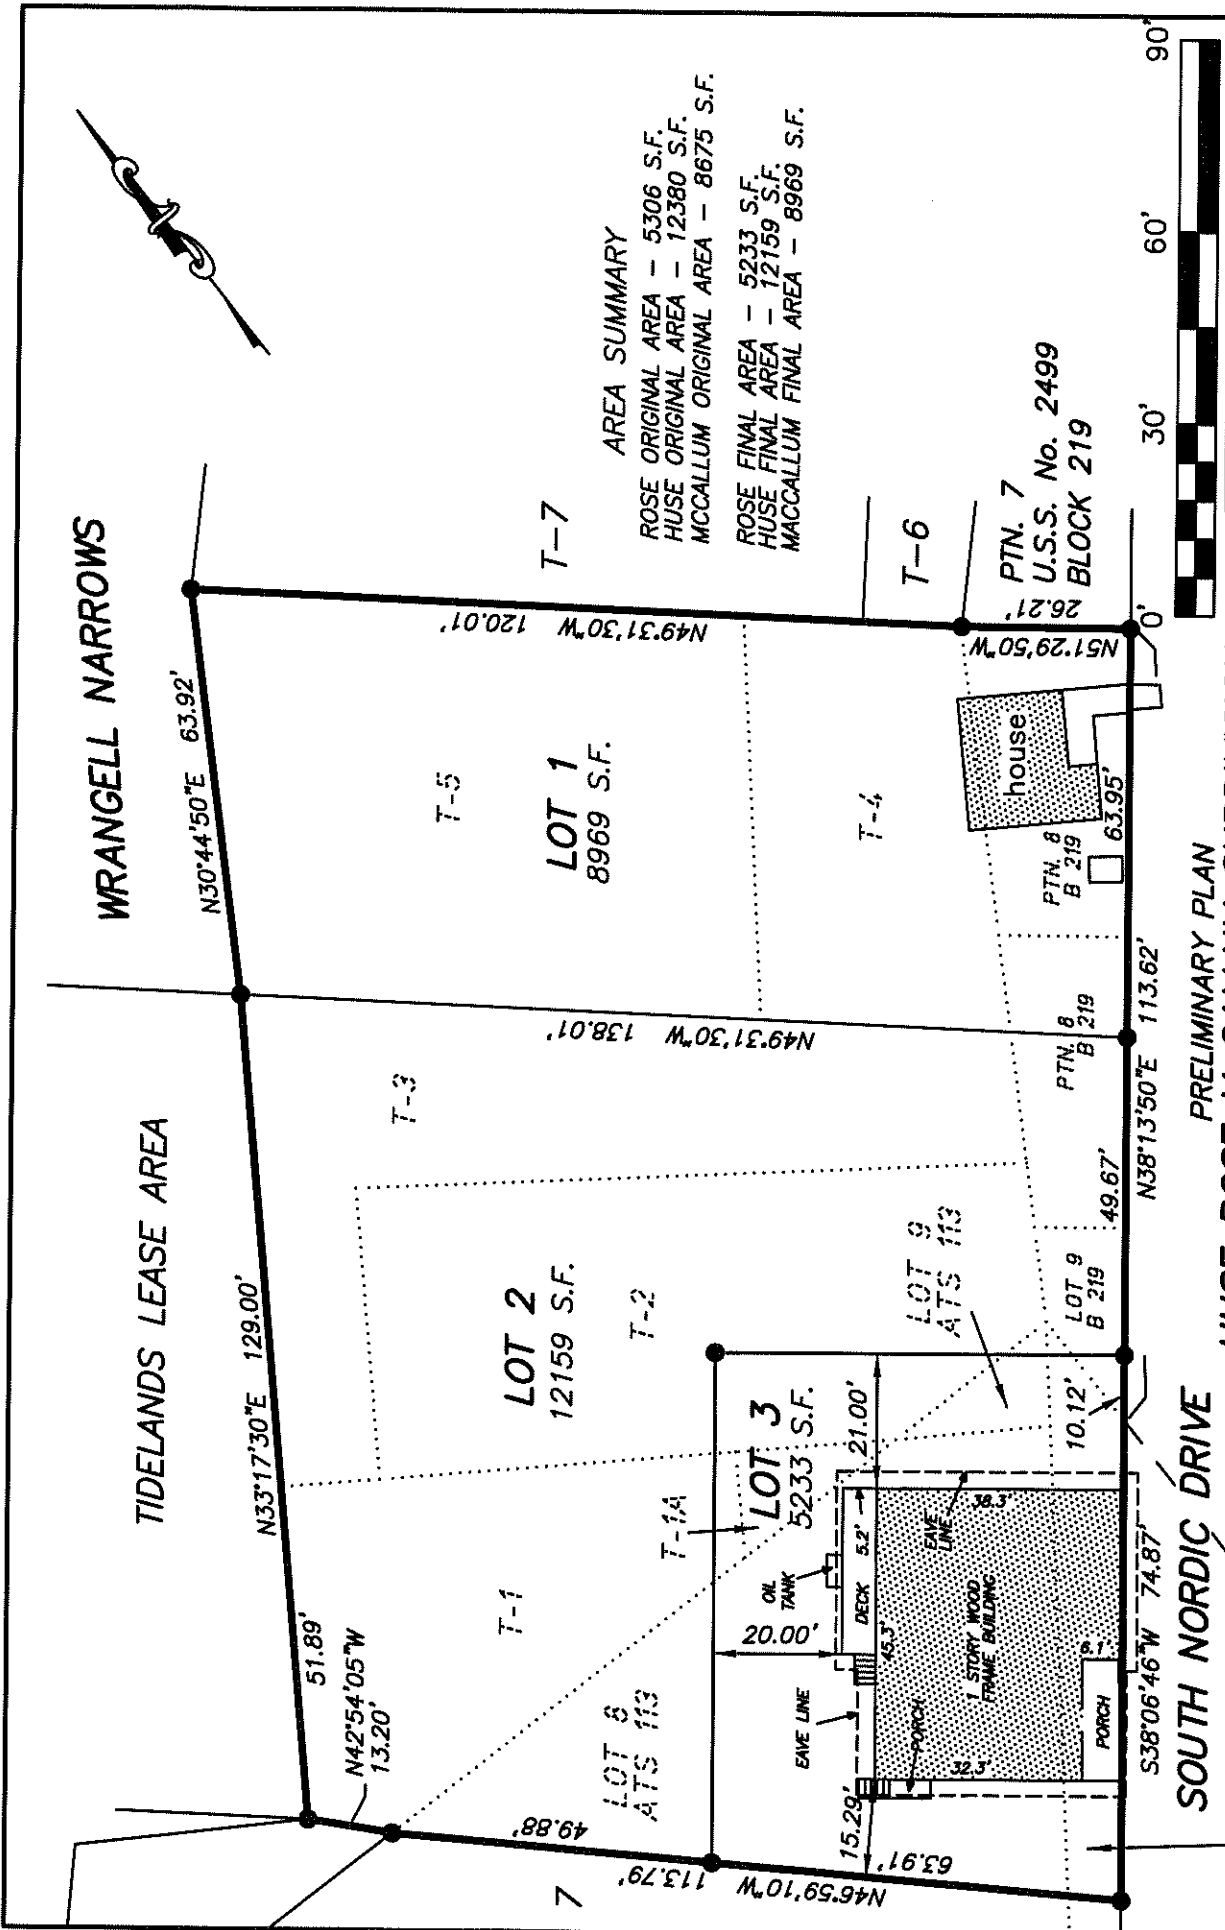 WRANGELL NARROWS
TIDELANDS LEASE AREA
N30°44'50"E 63.92'
N33°17'30"E 129.00'
51.89'
N42°54'05"W
13.20'
AREA SUMMARY
ROSE ORIGINAL AREA – 5306 S.F.
HUSE ORIGINAL AREA – 12380 S.F.
MCCALLUM ORIGINAL AREA – 8675 S.F.
ROSE FINAL AREA – 5233 S.F.
HUSE FINAL AREA – 12159 S.F.
MACCALLUM FINAL AREA – 8969 S.F.
T-7
T-6
PTN. 7
U.S.S. No. 2499
BLOCK 219
N49°31'30"W 120.01'
N51°29'50"W
26.21'
T-5
LOT 1
8969 S.F.
T-4
house
PTN. 8
B 219
63.95'
N49°31'30"W 138.01'
PTN. 8
B 219
T-3
LOT 2
12159 S.F.
T-2
LOT 9
ATS 113
LOT 9
B 219
49.67'
N38°13'50"E 113.62'
T-1
T-1A
LOT 3
5233 S.F.
21.00'
10.12'
LOT 8
ATS 113
OIL
TANK
20.00'
DECK
5.2'
EAVE
LINE
38.3'
45.3'
1 STORY WOOD
FRAME BUILDING
6.1'
EAVE LINE
PORCH
PORCH
32.3'
15.29'
7
49.88'
113.79'
N46°59'10"W
63.91'
S38°06'46"W 74.87'
SOUTH NORDIC DRIVE
0' 30' 60' 90'
PRELIMINARY PLAN